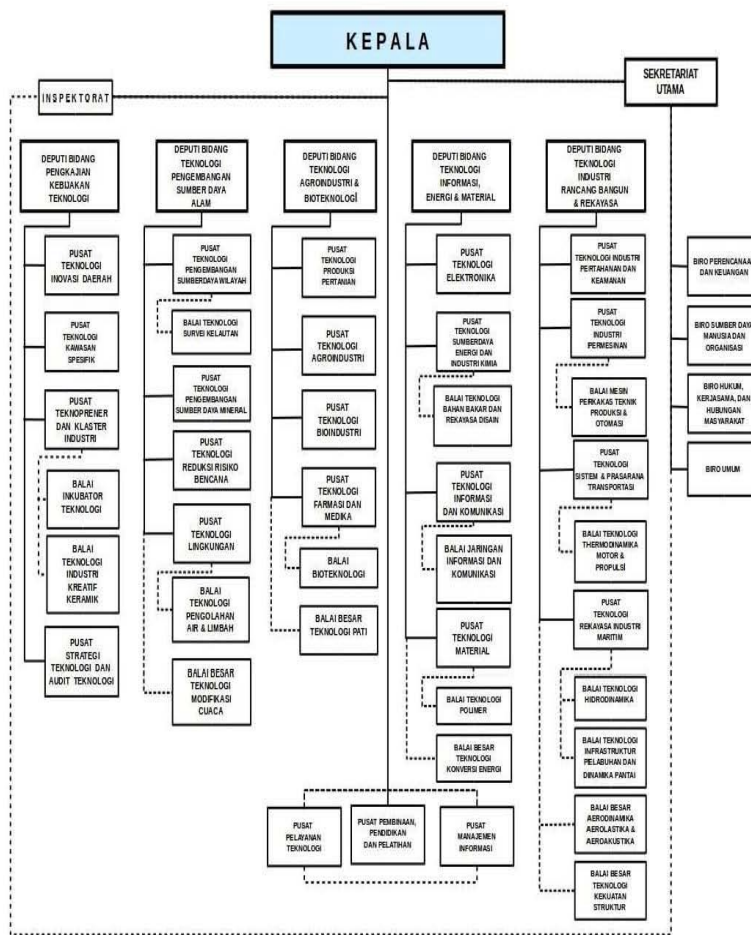 KEPALA
SEKRETARIAT
UTAMA
INSPEKTORAT
DEPUTI BIDANG
PENGKAJIAN
KEBIJAKAN
TEKNOLOGI
PUSAT
TEKNOLOGI
INOVASI DAERAH
PUSAT
TEKNOLOGI
KAWASAN
SPESIFIK
PUSAT
TEKNOPRENER
DAN KLASTER
INDUSTRI
BALAI
INKUBATOR
TEKNOLOGI
BALAI
TEKNOLOGI
INDUSTRI
KREATIF
KERAMIK
PUSAT
STRATEGI
TEKNOLOGI DAN
AUDIT TEKNOLOGI
DEPUTI BIDANG
TEKNOLOGI
PENGEMBANGAN
SUMBER DAYA
ALAM
PUSAT
TEKNOLOGI
PENGEMBANGAN
SUMBERDAYA WILAYAH
BALAI TEKNOLOGI
SURVEI KELAUTAN
PUSAT
TEKNOLOGI
PENGEMBANGAN
SUMBER DAYA MINERAL
PUSAT
TEKNOLOGI
REDUKSI RISIKO
BENCANA
PUSAT
TEKNOLOGI
LINGKUNGAN
BALAI
TEKNOLOGI
PENGOLAHAN
AIR & LIMBAH
BALAI BESAR
TEKNOLOGI
MODIFIKASI
CUACA
DEPUTI BIDANG
TEKNOLOGI
AGROINDUSTRI &
BIOTEKNOLOGI
PUSAT
TEKNOLOGI
PRODUKSI
PERTANIAN
PUSAT
TEKNOLOGI
AGROINDUSTRI
PUSAT
TEKNOLOGI
BIOINDUSTRI
PUSAT
TEKNOLOGI
FARMASI DAN
MEDIKA
BALAI
BIOTEKNOLOGI
BALAI BESAR
TEKNOLOGI PATI
DEPUTI BIDANG
TEKNOLOGI
INFORMASI,
ENERGI & MATERIAL
PUSAT
TEKNOLOGI
ELEKTRONIKA
PUSAT
TEKNOLOGI
SUMBERDAYA
ENERGI DAN
INDUSTRI KIMIA
BALAI TEKNOLOGI
BAHAN BAKAR DAN
REKAYASA DISAIN
PUSAT
TEKNOLOGI
INFORMASI
DAN KOMUNIKASI
BALAI JARINGAN
INFORMASI DAN
KOMUNIKASI
PUSAT
TEKNOLOGI
MATERIAL
BALAI TEKNOLOGI
POLIMER
BALAI BESAR
TEKNOLOGI
KONVERSI ENERGI
DEPUTI BIDANG
TEKNOLOGI
INDUSTRI
RANCANG BANGUN
& REKAYASA
PUSAT
TEKNOLOGI INDUSTRI
PERTAHANAN DAN
KEAMANAN
PUSAT
TEKNOLOGI
INDUSTRI
PERMESINAN
BALAI MESIN
PERKAKAS TEKNIK
PRODUKSI &
OTOMASI
PUSAT
TEKNOLOGI
SISTEM & PRASARANA
TRANSPORTASI
BALAI TEKNOLOGI
THERMODINAMIKA
MOTOR &
PROPULSI
PUSAT
TEKNOLOGI
REKAYASA INDUSTRI
MARITIM
BALAI TEKNOLOGI
HIDRODINAMIKA
BALAI TEKNOLOGI
INFRASTRUKTUR
PELABUHAN DAN
DINAMIKA PANTAI
BALAI BESAR
AERODINAMIKA
AEROLASTIKA &
AEROAKUSTIKA
BALAI BESAR
TEKNOLOGI
KEKUATAN
STRUKTUR
BIRO PERENCANAA
DAN KEUANGAN
BIRO SUMBER DAYA
MANUSIA DAN
ORGANISASI
BIRO HUKUM,
KERJASAMA, DAN
HUBUNGAN
MASYARAKAT
BIRO UMUM
PUSAT
PELAYANAN
TEKNOLOGI
PUSAT PEMBINAAN,
PENDIDIKAN
DAN PELATIHAN
PUSAT
MANAJEMEN
INFORMASI